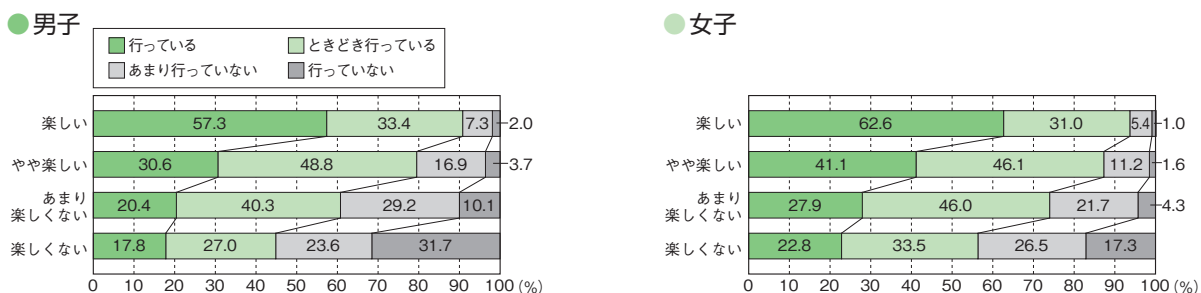 男子
行っている ときどき行っている
あまり行っていない 行っていない
楽しい 57.3 33.4 7.3 2.0
やや楽しい 30.6 48.8 16.9 3.7
あまり
楽しくない 20.4 40.3 29.2 10.1
楽しくない 17.8 27.0 23.6 31.7
0 10 20 30 40 50 60 70 80 90 100 (%)
女子
楽しい 62.6 31.0 5.4 1.0
やや楽しい 41.1 46.1 11.2 1.6
あまり
楽しくない 27.9 46.0 21.7 4.3
楽しくない 22.8 33.5 26.5 17.3
0 10 20 30 40 50 60 70 80 90 100 (%)